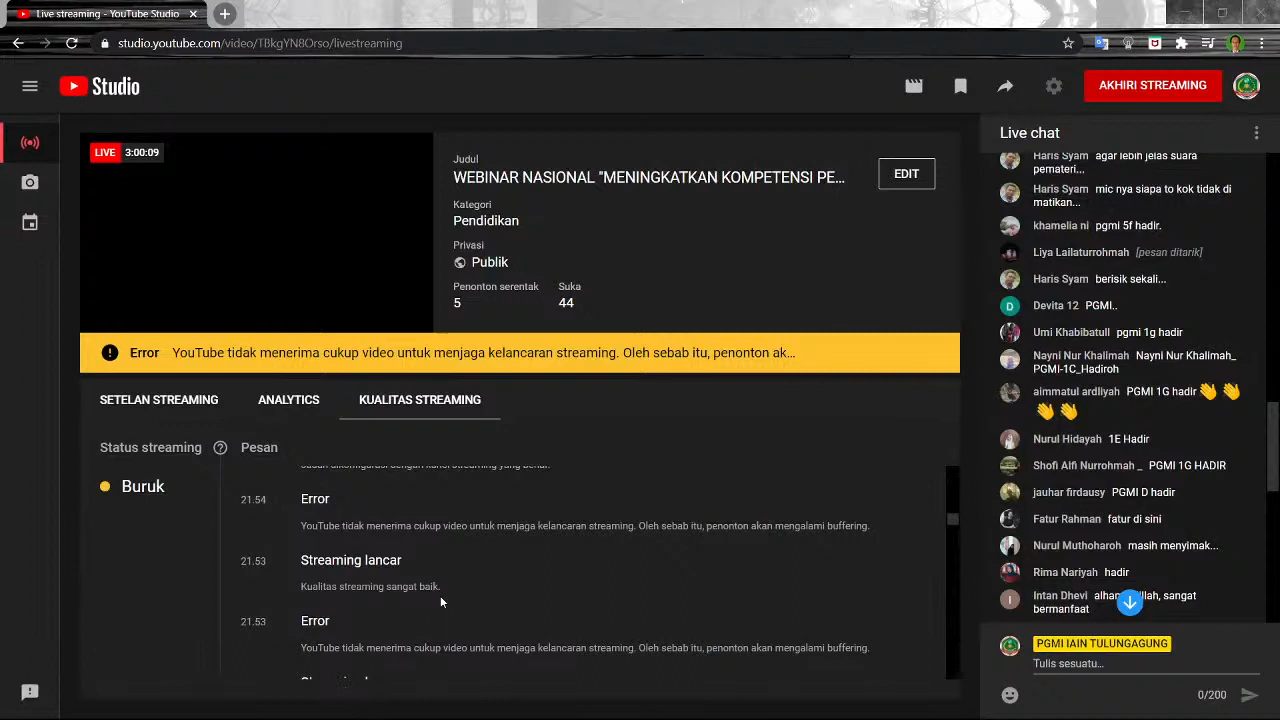 Live streaming - YouTube Studio
studio.youtube.com/video/TBkgYN8Orso/livestreaming
Studio
AKHIRI STREAMING
LIVE 3:00:09
Judul
WEBINAR NASIONAL "MENINGKATKAN KOMPETENSI PE...
EDIT
Kategori
Pendidikan
Privasi
Publik
Penonton serentak Suka
5 44
Error YouTube tidak menerima cukup video untuk menjaga kelancaran streaming. Oleh sebab itu, penonton ak...
SETELAN STREAMING ANALYTICS KUALITAS STREAMING
Status streaming Pesan
Buruk
21.54 Error
YouTube tidak menerima cukup video untuk menjaga kelancaran streaming. Oleh sebab itu, penonton akan mengalami buffering.
21.53 Streaming lancar
Kualitas streaming sangat baik.
21.53 Error
YouTube tidak menerima cukup video untuk menjaga kelancaran streaming. Oleh sebab itu, penonton akan mengalami buffering.
Live chat
Haris Syam agar lebih jelas suara
pemateri...
Haris Syam mic nya siapa to kok tidak di
matikan...
khamelia ni pgmi 5f hadir.
Liya Lailaturrohmah [pesan ditarik]
Haris Syam berisik sekali...
D Devita 12 PGMI..
Umi Khabibatull pgmi 1g hadir
Nayni Nur Khalimah Nayni Nur Khalimah_
PGMI-1C_Hadiroh
aimmatul ardliyah PGMI 1G hadir 👋 👋
👋 👋
Nurul Hidayah 1E Hadir
Shofi Alfi Nurrohmah _ PGMI 1G HADIR
jauhar firdausy PGMI D hadir
Fatur Rahman fatur di sini
Nurul Muthoharoh masih menyimak...
Rima Nariyah hadir
I Intan Dhevi sangat
bermanfaat
PGMI IAIN TULUNGAGUNG
Tulis sesuatu...
0/200